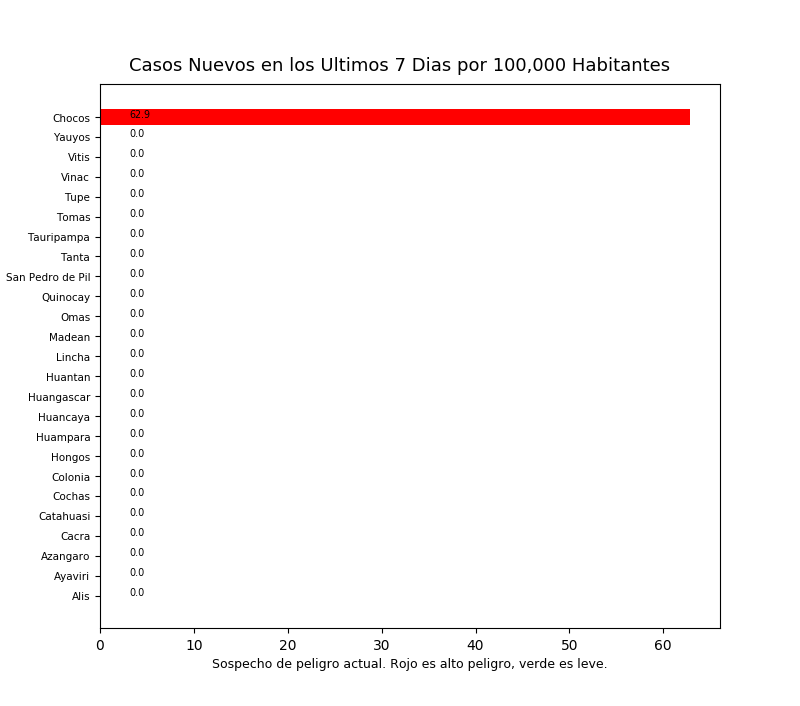 Casos Nuevos en los Ultimos 7 Dias por 100,000 Habitantes
Chocos 62.9
Yauyos 0.0
Vitis 0.0
Vinac 0.0
Tupe 0.0
Tomas 0.0
Tauripampa 0.0
Tanta 0.0
San Pedro de Pil 0.0
Quinocay 0.0
Omas 0.0
Madean 0.0
Lincha 0.0
Huantan 0.0
Huangascar 0.0
Huancaya 0.0
Huampara 0.0
Hongos 0.0
Colonia 0.0
Cochas 0.0
Catahuasi 0.0
Cacra 0.0
Azangaro 0.0
Ayaviri 0.0
Alis 0.0
0 10 20 30 40 50 60
Sospecho de peligro actual. Rojo es alto peligro, verde es leve.